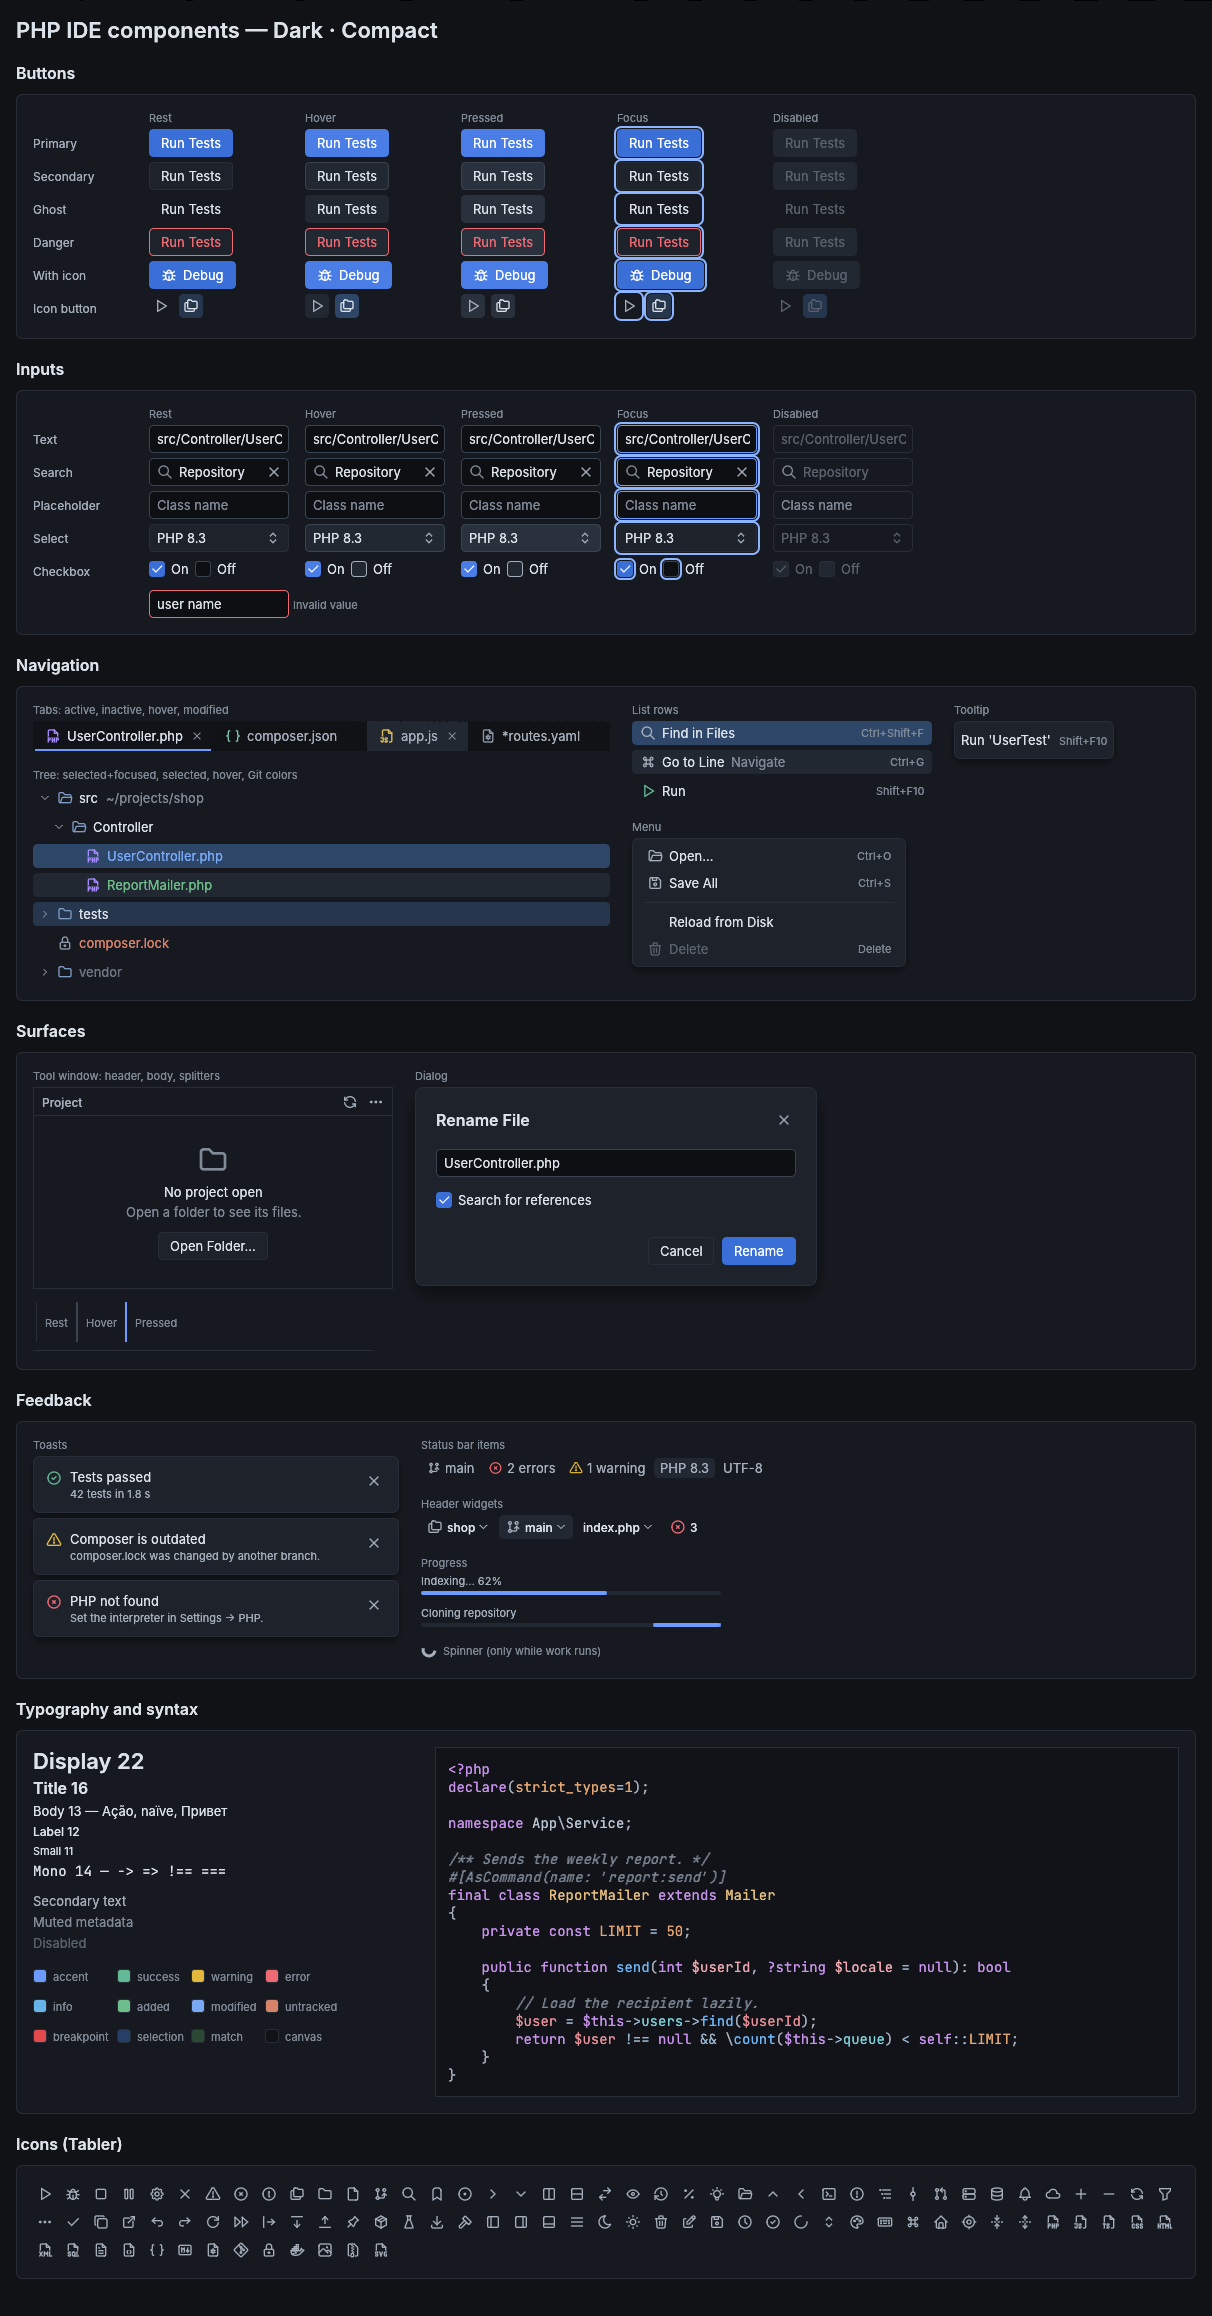 PHP IDE components — Dark · Compact
Buttons
Rest Hover Pressed Focus Disabled
Primary Run Tests Run Tests Run Tests Run Tests Run Tests
Secondary Run Tests Run Tests Run Tests Run Tests Run Tests
Ghost Run Tests Run Tests Run Tests Run Tests Run Tests
Danger Run Tests Run Tests Run Tests Run Tests Run Tests
With icon Debug Debug Debug Debug Debug
Icon button
Inputs
Rest Hover Pressed Focus Disabled
Text src/Controller/UserC src/Controller/UserC src/Controller/UserC src/Controller/UserC src/Controller/UserC
Search Repository Repository Repository Repository Repository
Placeholder Class name Class name Class name Class name Class name
Select PHP 8.3 PHP 8.3 PHP 8.3 PHP 8.3 PHP 8.3
Checkbox On Off On Off On Off On Off On Off
user name Invalid value
Navigation
Tabs: active, inactive, hover, modified
UserController.php composer.json app.js *routes.yaml
Tree: selected+focused, selected, hover, Git colors
src ~/projects/shop
Controller
UserController.php
ReportMailer.php
tests
composer.lock
vendor
List rows
Find in Files Ctrl+Shift+F
Go to Line Navigate Ctrl+G
Run Shift+F10
Menu
Open... Ctrl+O
Save All Ctrl+S
Reload from Disk
Delete Delete
Tooltip
Run 'UserTest' Shift+F10
Surfaces
Tool window: header, body, splitters
Project
No project open
Open a folder to see its files.
Open Folder...
Rest Hover Pressed
Dialog
Rename File
UserController.php
Search for references
Cancel Rename
Feedback
Toasts
Tests passed
42 tests in 1.8 s
Composer is outdated
composer.lock was changed by another branch.
PHP not found
Set the interpreter in Settings → PHP.
Status bar items
main 2 errors 1 warning PHP 8.3 UTF-8
Header widgets
shop main index.php 3
Progress
Indexing... 62%
Cloning repository
Spinner (only while work runs)
Typography and syntax
Display 22
Title 16
Body 13 — Ação, naïve, Привет
Label 12
Small 11
Mono 14 — -> => !== ===
Secondary text
Muted metadata
Disabled
accent success warning error
info added modified untracked
breakpoint selection match canvas
<?php
declare(strict_types=1);
namespace App\Service;
/** Sends the weekly report. */
#[AsCommand(name: 'report:send')]
final class ReportMailer extends Mailer
{
private const LIMIT = 50;
public function send(int $userId, ?string $locale = null): bool
{
// Load the recipient lazily.
$user = $this->users->find($userId);
return $user !== null && \count($this->queue) < self::LIMIT;
}
}
Icons (Tabler)
PHP JS TS CSS HTML
XML SQL SVG